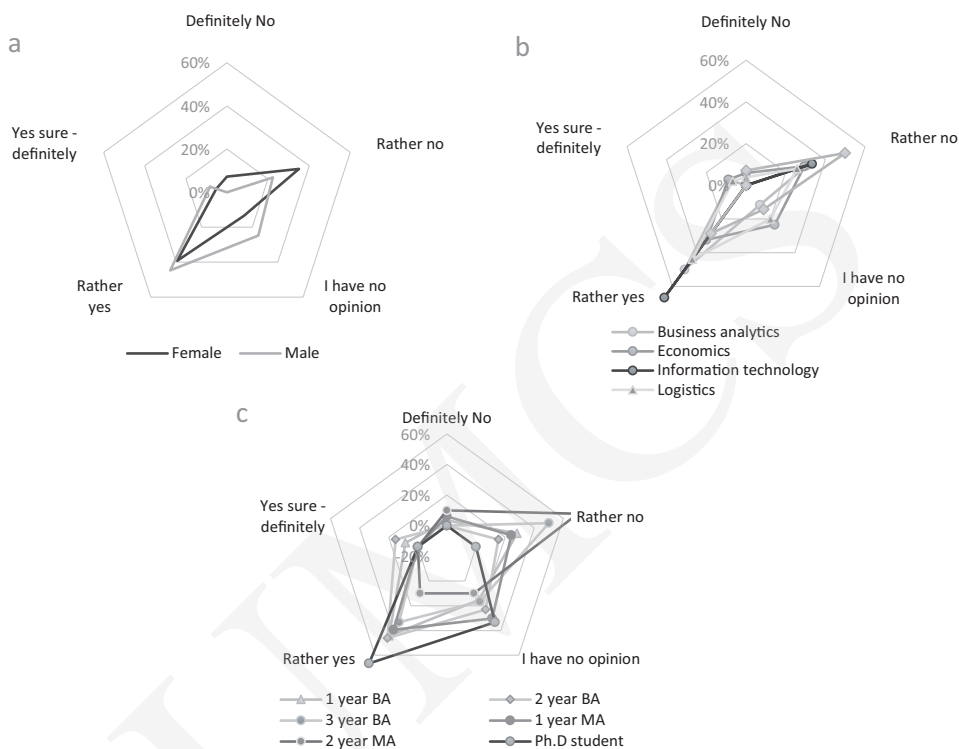 a
Definitely No
60%
40%
20%
0%
Yes sure -
definitely
Rather no
Rather
yes
I have no
opinion
Female
Male
b
Definitely No
60%
40%
20%
0%
Yes sure -
definitely
Rather no
Rather yes
I have no
opinion
Business analytics
Economics
Information technology
Logistics
c
Definitely No
60%
40%
20%
0%
-20%
Yes sure -
definitely
Rather no
Rather yes
I have no opinion
1 year BA
2 year BA
3 year BA
1 year MA
2 year MA
Ph.D student
UMCS